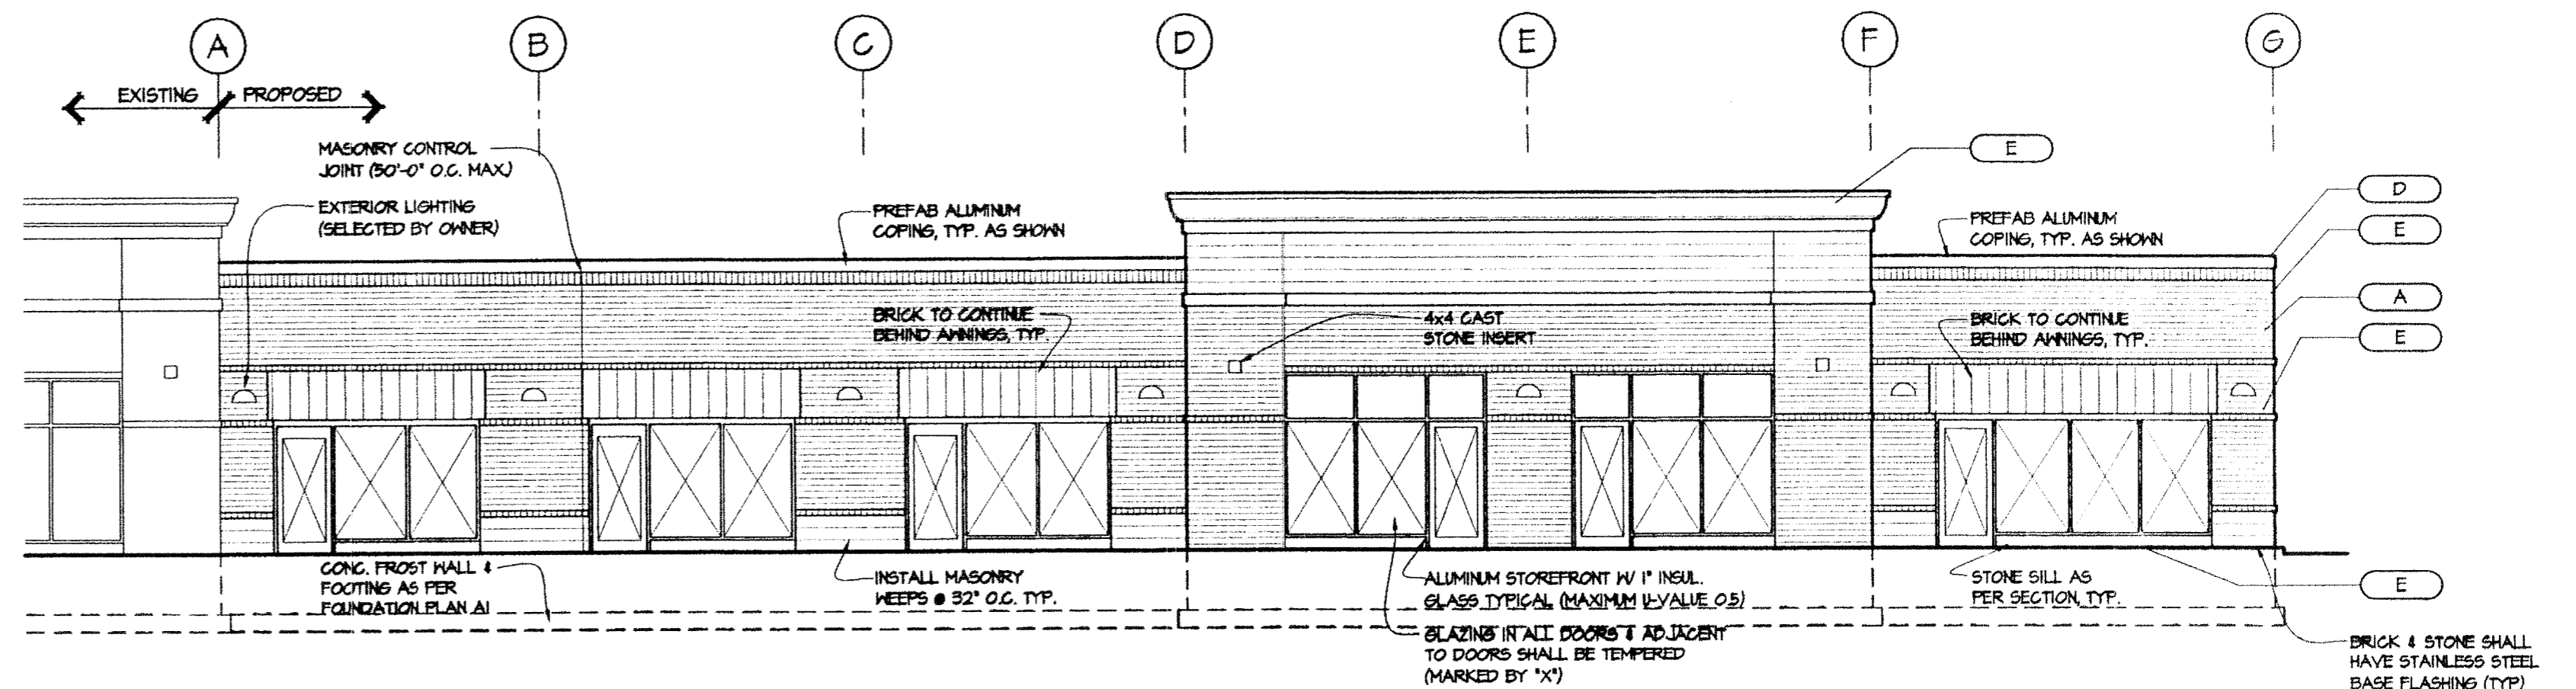 A
B
C
D
E
F
G
EXISTING
PROPOSED
MASONRY CONTROL
JOINT (30'-0" O.C. MAX.)
EXTERIOR LIGHTING
(SELECTED BY OWNER)
PREFAB ALUMINUM
COPING, TYP. AS SHOWN
E
PREFAB ALUMINUM
COPING, TYP. AS SHOWN
D
E
A
E
BRICK TO CONTINUE
BEHIND AWNINGS, TYP.
4x4 CAST
STONE INSERT
BRICK TO CONTINUE
BEHIND AWNINGS, TYP.
CONC. FROST WALL &
FOOTING AS PER
FOUNDATION PLAN A1
INSTALL MASONRY
WEEPS @ 32" O.C. TYP.
ALUMINUM STOREFRONT W/ 1" INSUL.
GLASS TYPICAL (MAXIMUM U-VALUE 0.5)
GLAZING IN ALL DOORS & ADJACENT
TO DOORS SHALL BE TEMPERED
(MARKED BY "X")
STONE SILL AS
PER SECTION, TYP.
E
BRICK & STONE SHALL
HAVE STAINLESS STEEL
BASE FLASHING (TYP)